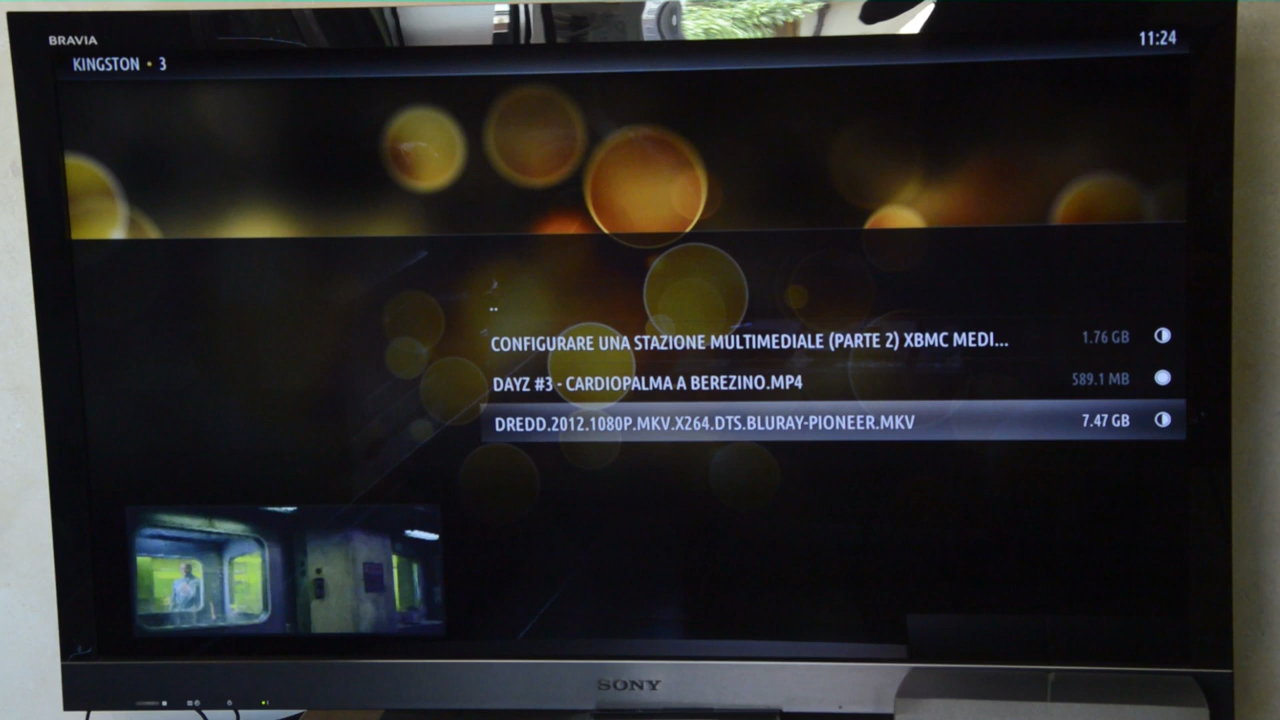 BRAVIA
11:24
KINGSTON • 3
..
CONFIGURARE UNA STAZIONE MULTIMEDIALE (PARTE 2) XBMC MEDI... 1.76 GB
DAYZ #3 - CARDIOPALMA A BEREZINO.MP4 589.1 MB
DREDD.2012.1080P.MKV.X264.DTS.BLURAY-PIONEER.MKV 7.47 GB
SONY